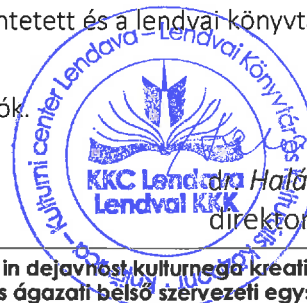 ntetett és a lendvai könyvtá
ók.
Kulturni center Lendava – Lendvai Könyvtár és Kulturális Központ
KKC Lendava
Lendvai KKK
dr. Halá
direktor
in dejavnost kulturnega kreati
s ágazati belső szervezeti egys